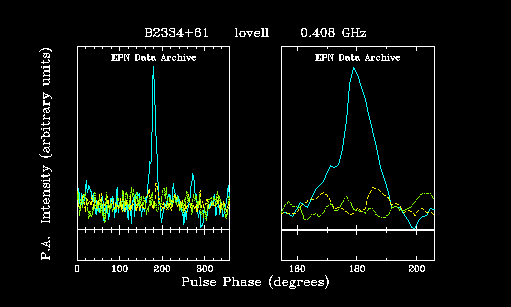 B2334+61 lovell 0.408 GHz
EPN Data Archive EPN Data Archive
Intensity (arbitrary units)
P.A.
0 100 200 300 160 180 200
Pulse Phase (degrees)